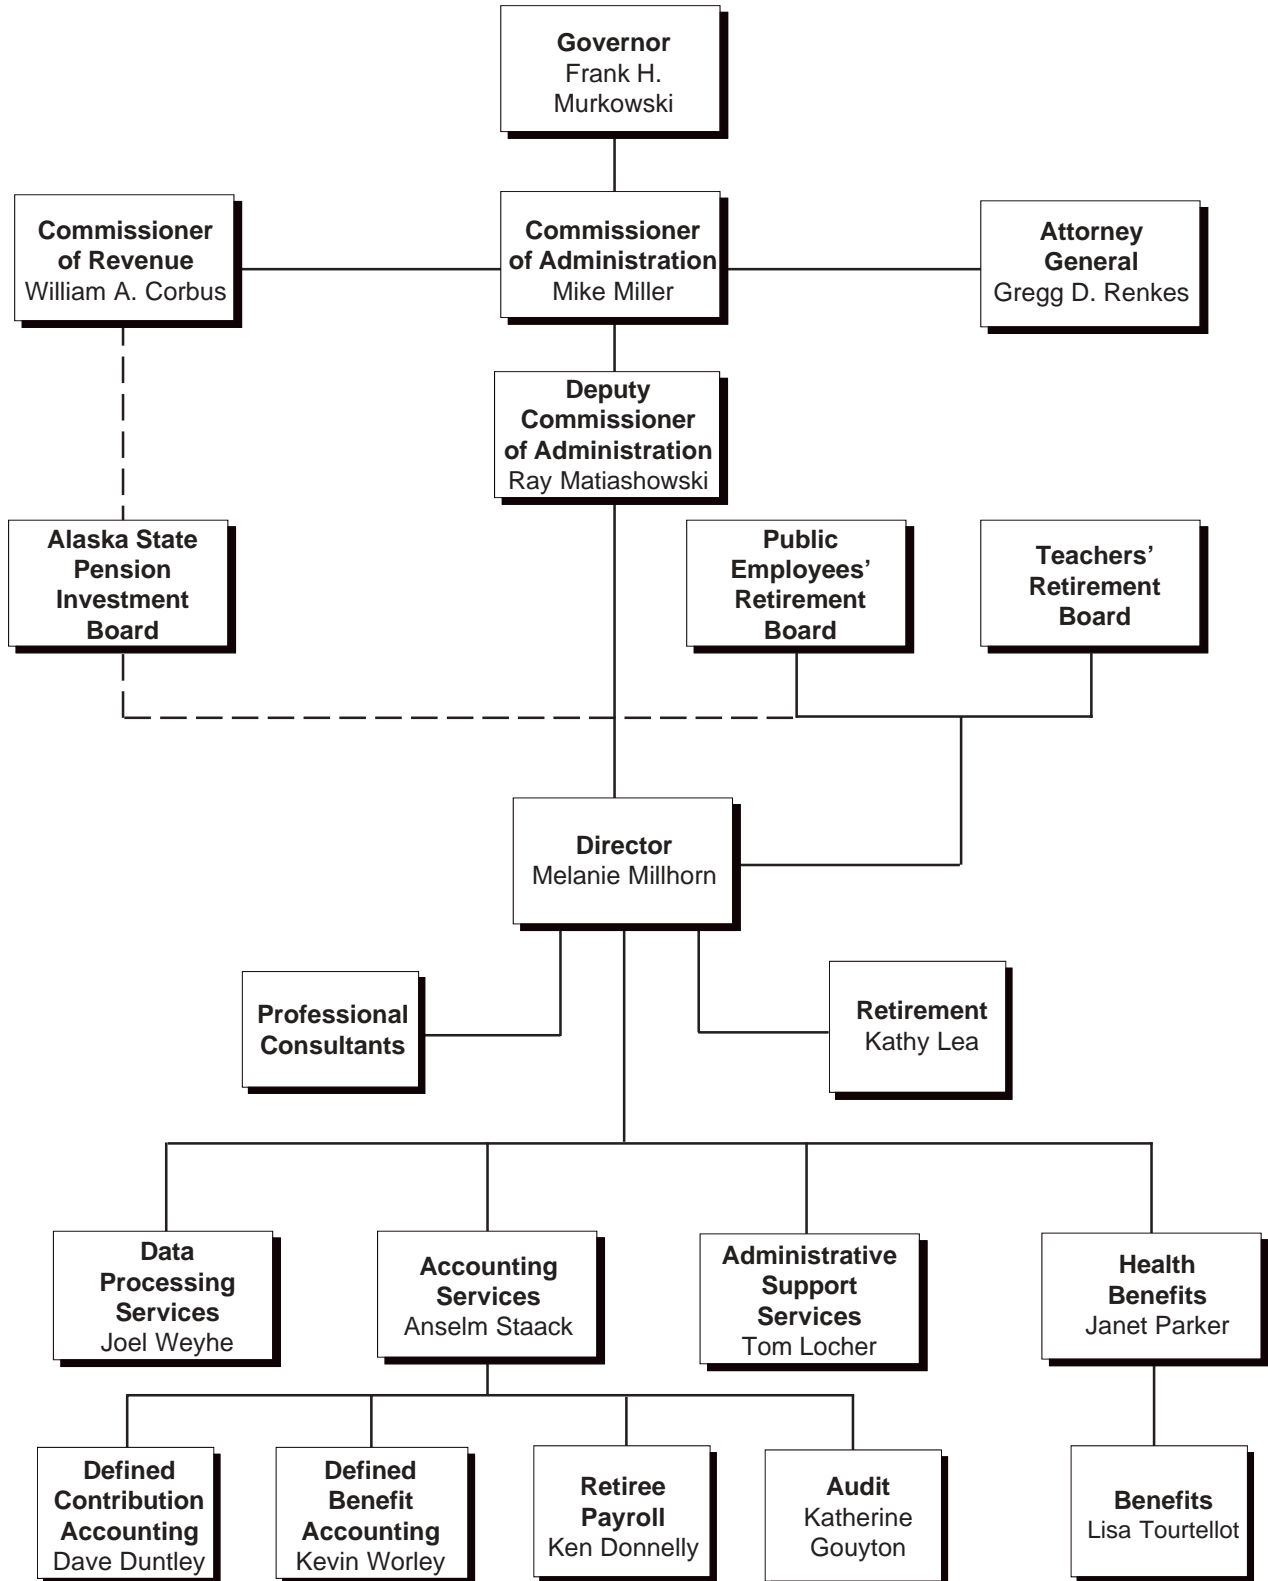 Governor
Frank H.
Murkowski
Commissioner
of Revenue
William A. Corbus
Commissioner
of Administration
Mike Miller
Attorney
General
Gregg D. Renkes
Deputy
Commissioner
of Administration
Ray Matiashowski
Alaska State
Pension
Investment
Board
Public
Employees’
Retirement
Board
Teachers’
Retirement
Board
Director
Melanie Millhorn
Professional
Consultants
Retirement
Kathy Lea
Data
Processing
Services
Joel Weyhe
Accounting
Services
Anselm Staack
Administrative
Support
Services
Tom Locher
Health
Benefits
Janet Parker
Defined
Contribution
Accounting
Dave Duntley
Defined
Benefit
Accounting
Kevin Worley
Retiree
Payroll
Ken Donnelly
Audit
Katherine
Gouyton
Benefits
Lisa Tourtellot